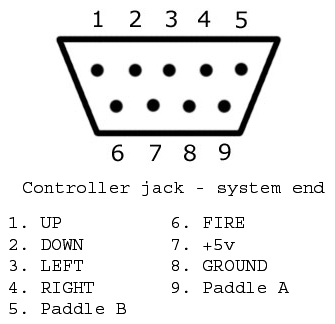 1 2 3 4 5
6 7 8 9
Controller jack - system end
1. UP
2. DOWN
3. LEFT
4. RIGHT
5. Paddle B
6. FIRE
7. +5v
8. GROUND
9. Paddle A